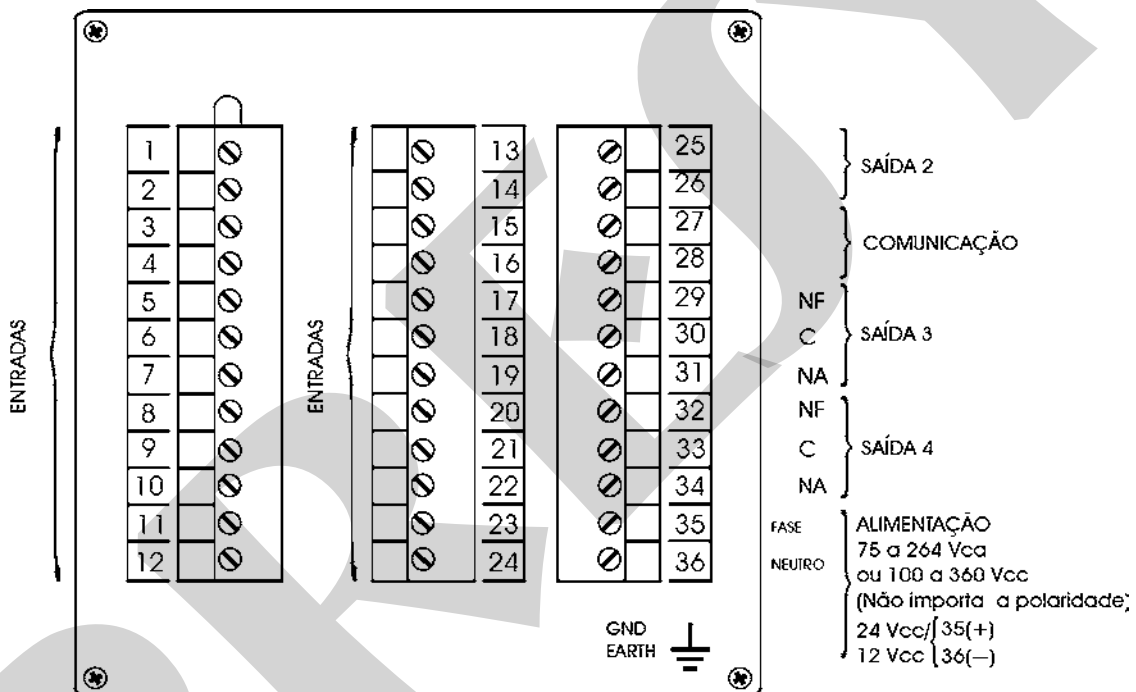 1
2
3
4
5
6
7
8
9
10
11
12
ENTRADAS
13
14
15
16
17
18
19
20
21
22
23
24
ENTRADAS
25
26
27
28
29
30
31
32
33
34
35
36
SAÍDA 2
COMUNICAÇÃO
NF
C SAÍDA 3
NA
NF
C SAÍDA 4
NA
FASE
NEUTRO
ALIMENTAÇÃO
75 a 264 Vca
ou 100 a 360 Vcc
(Não importa a polaridade)
24 Vcc/ 35(+)
12 Vcc 36(—)
GND
EARTH